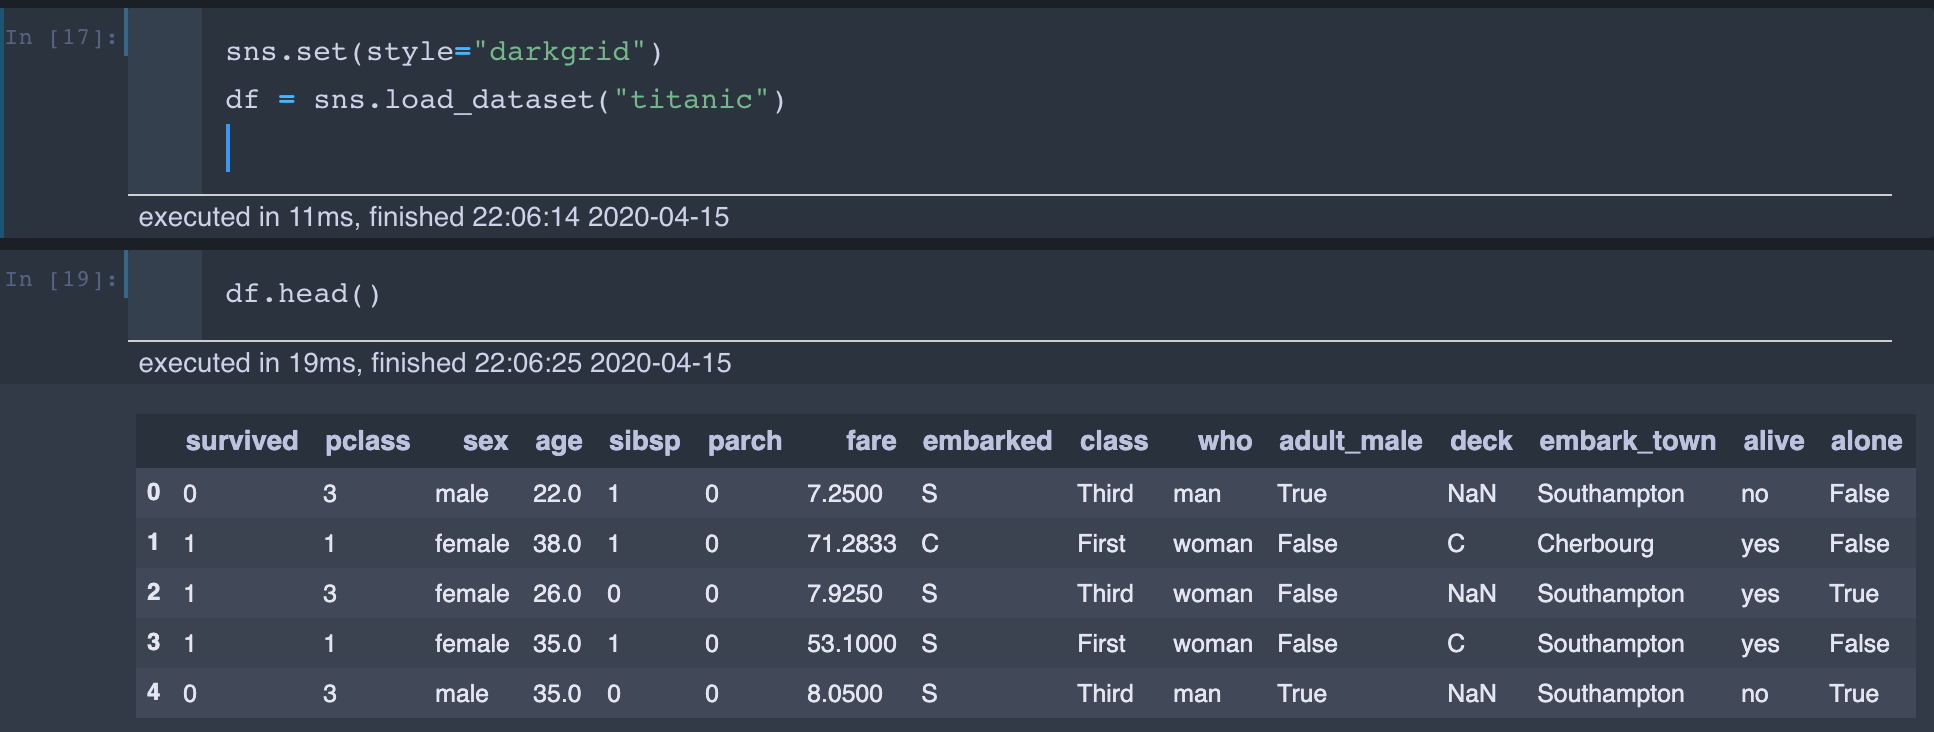 In [17]:
sns.set(style="darkgrid")
df = sns.load_dataset("titanic")
executed in 11ms, finished 22:06:14 2020-04-15
In [19]:
df.head()
executed in 19ms, finished 22:06:25 2020-04-15
survived pclass sex age sibsp parch fare embarked class who adult_male deck embark_town alive alone
0 0 3 male 22.0 1 0 7.2500 S Third man True NaN Southampton no False
1 1 1 female 38.0 1 0 71.2833 C First woman False C Cherbourg yes False
2 1 3 female 26.0 0 0 7.9250 S Third woman False NaN Southampton yes True
3 1 1 female 35.0 1 0 53.1000 S First woman False C Southampton yes False
4 0 3 male 35.0 0 0 8.0500 S Third man True NaN Southampton no True